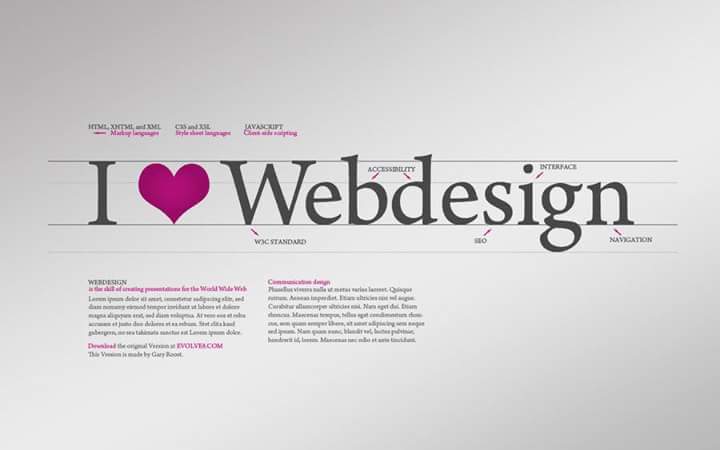 HTML, XHTML and XML CSS and XSL JAVASCRIPT
Markup languages Style sheet languages Client-side scripting
ACCESSIBILITY INTERFACE
I Webdesign
W3C STANDARD SEO NAVIGATION
WEBDESIGN
is the skill of creating presentations for the World Wide Web
Lorem ipsum dolor sit amet, consetetur sadipscing elitr, sed
diam nonumy eirmod tempor invidunt ut labore et dolore
magna aliquyam erat, sed diam voluptua. At vero eos et
accusam et justo duo dolores et ea rebum. Stet clita kasd
gubergren, no sea takimata sanctus est Lorem ipsum dolor.
Download the original Version at EVOLVE8.COM
This Version is made by Gary Roost.
Communication design
Phasellus viverra nulla ut metus varius laoreet. Quisque
rutrum. Aenean imperdiet. Etiam ultricies nisi vel augue.
Curabitur ullamcorper ultricies nisi. Nam eget dui. Etiam
rhoncus. Maecenas tempus, tellus eget condimentum rhon-
cus, sem quam semper libero, sit amet adipiscing sem neque
sed ipsum. Nam quam nunc, blandit vel, luctus pulvinar,
hendrerit id, lorem. Maecenas nec odio et ante tincidunt.